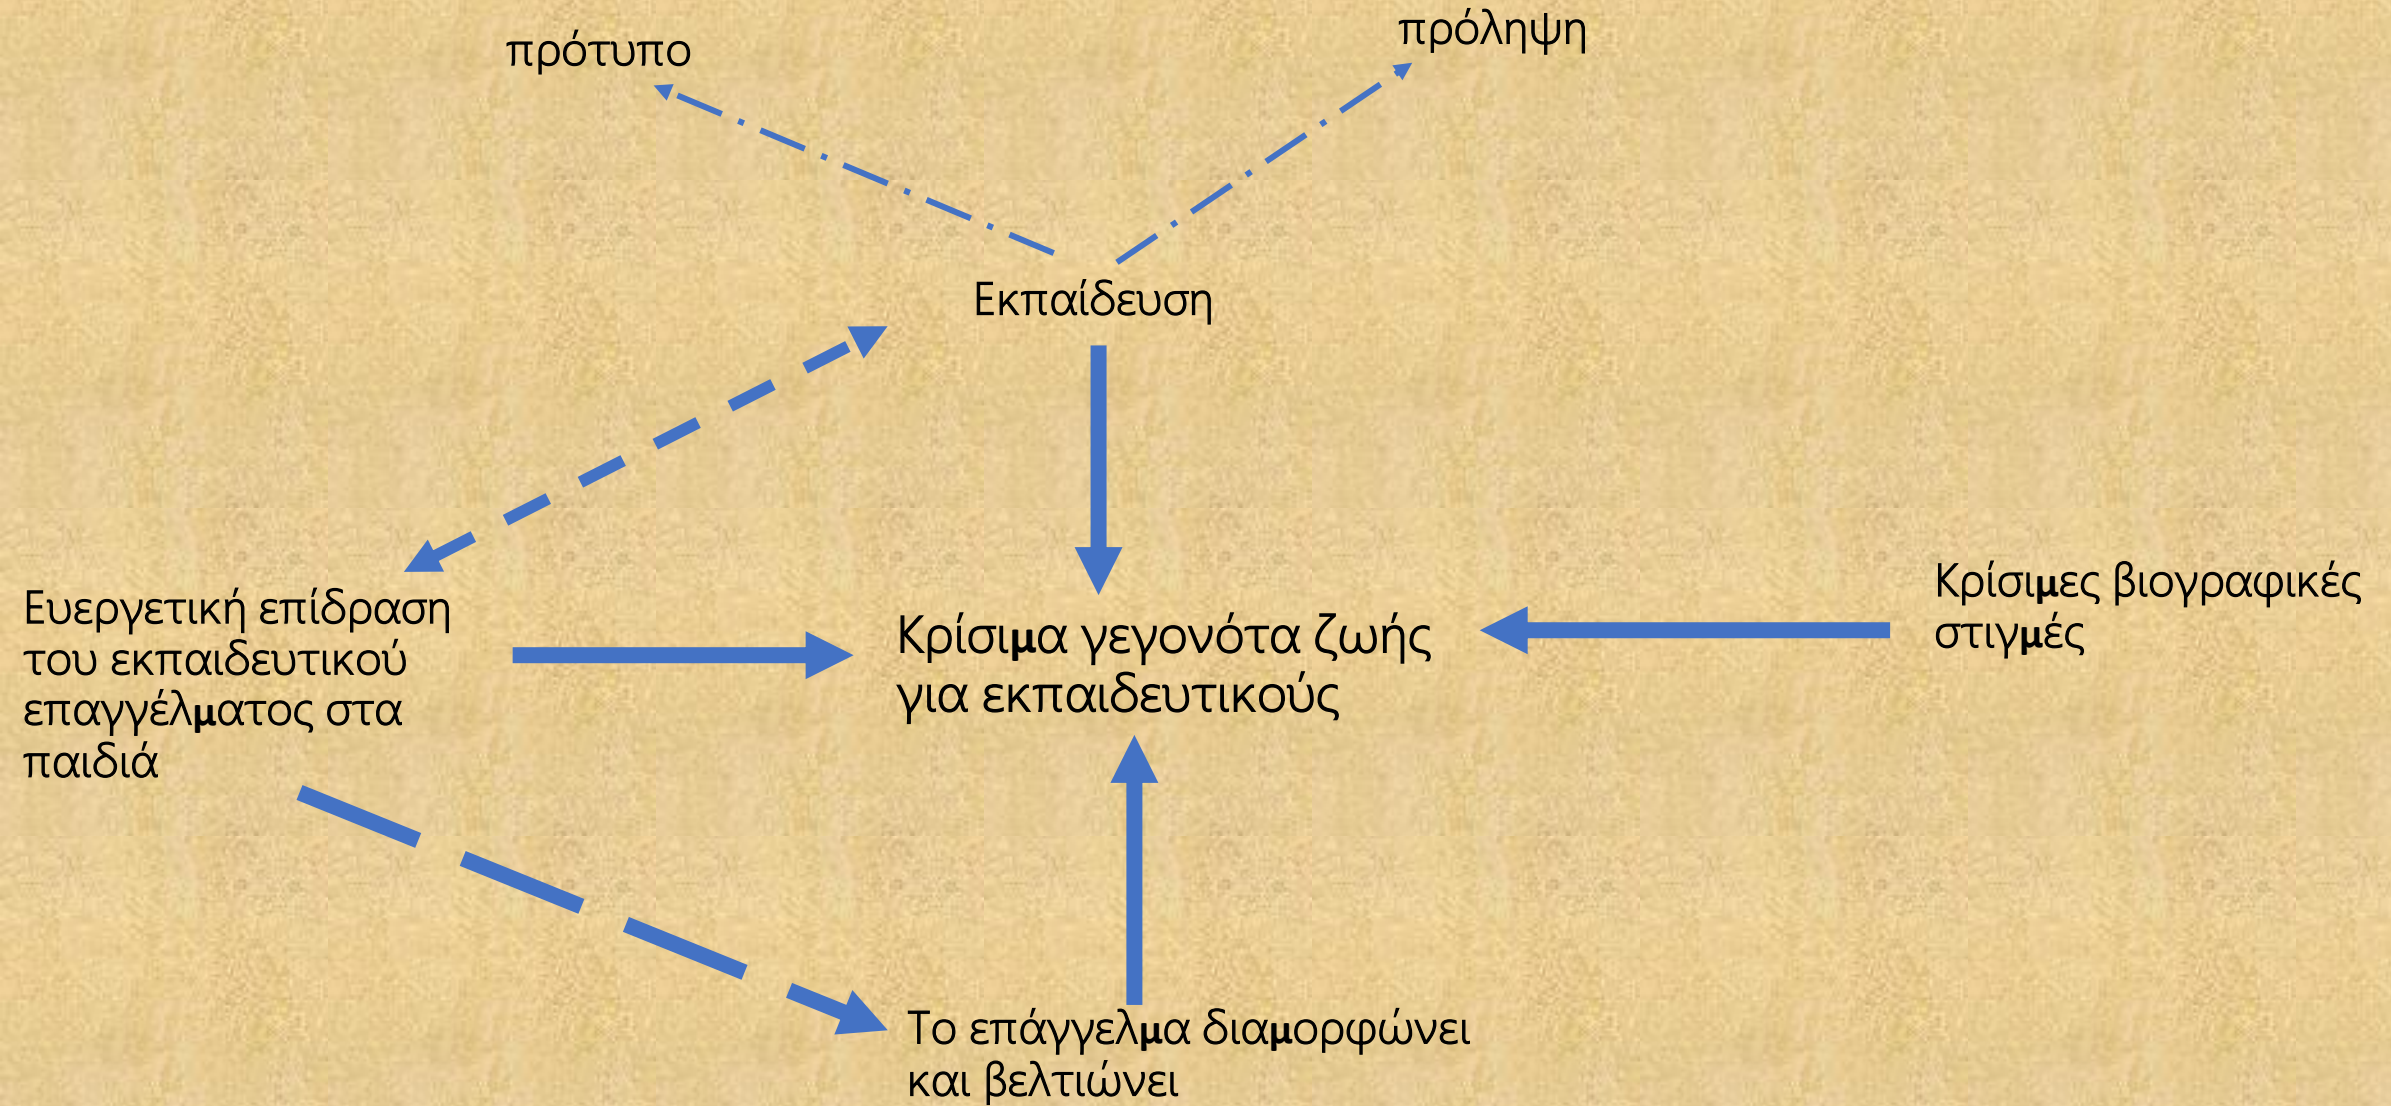 πρότυπο
πρόληψη
Εκπαίδευση
Ευεργετική επίδραση
του εκπαιδευτικού
επαγγέλματος στα
παιδιά
Κρίσιμα γεγονότα ζωής
για εκπαιδευτικούς
Κρίσιμες βιογραφικές
στιγμές
Το επάγγελμα διαμορφώνει
και βελτιώνει